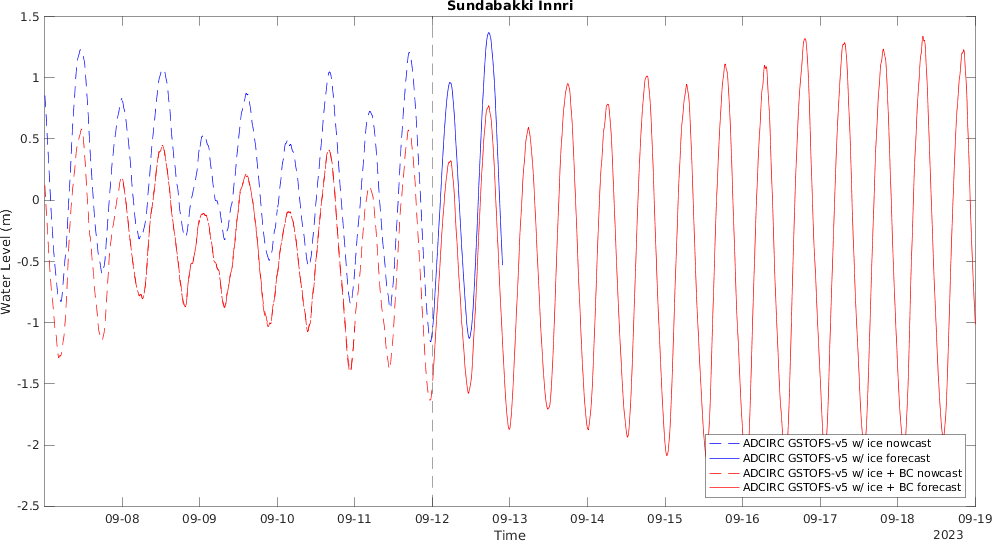 Sundabakki Innri
1.5
1
0.5
0
-0.5
-1
-1.5
-2
-2.5
Water Level (m)
ADCIRC GSTOFS-v5 w/ ice nowcast
ADCIRC GSTOFS-v5 w/ ice forecast
ADCIRC GSTOFS-v5 w/ ice + BC nowcast
ADCIRC GSTOFS-v5 w/ ice + BC forecast
09-08 09-09 09-10 09-11 09-12 09-13 09-14 09-15 09-16 09-17 09-18 09-19
Time
2023